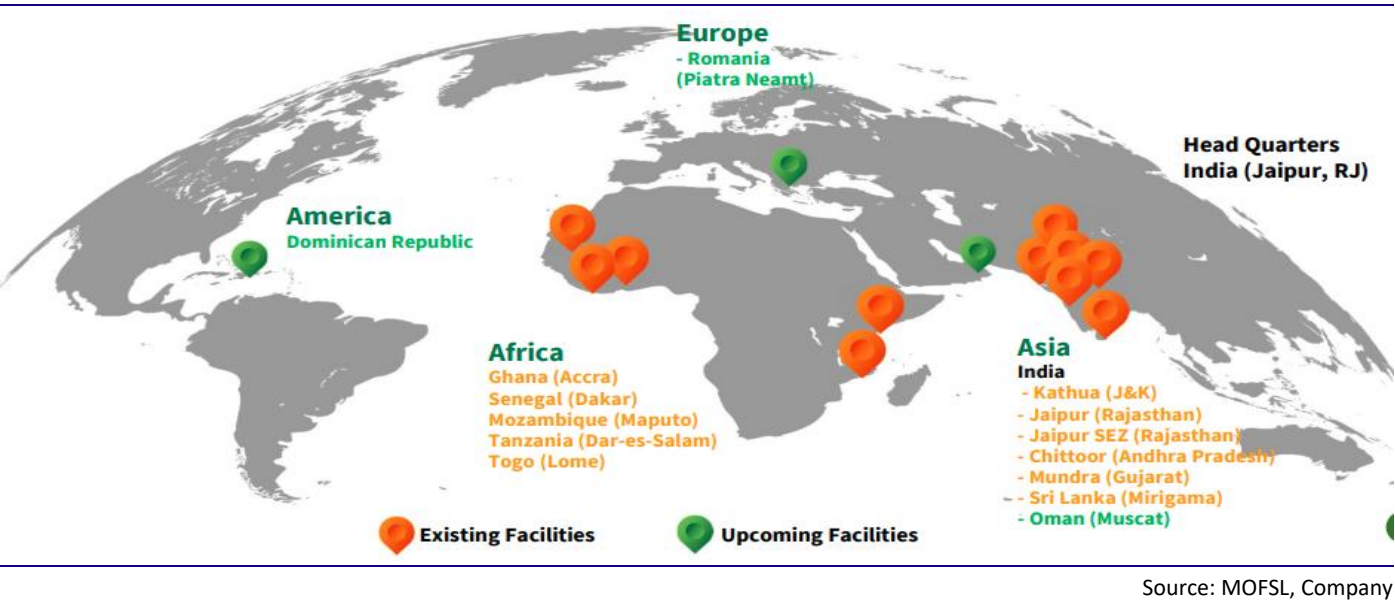 Europe
- Romania
(Piatra Neamț)
Head Quarters
India (Jaipur, RJ)
America
Dominican Republic
Africa
Ghana (Accra)
Senegal (Dakar)
Mozambique (Maputo)
Tanzania (Dar-es-Salam)
Togo (Lome)
Asia
India
- Kathua (J&K)
- Jaipur (Rajasthan)
- Jaipur SEZ (Rajasthan)
- Chittoor (Andhra Pradesh)
- Mundra (Gujarat)
- Sri Lanka (Mirigama)
- Oman (Muscat)
Existing Facilities
Upcoming Facilities
Source: MOFSL, Company